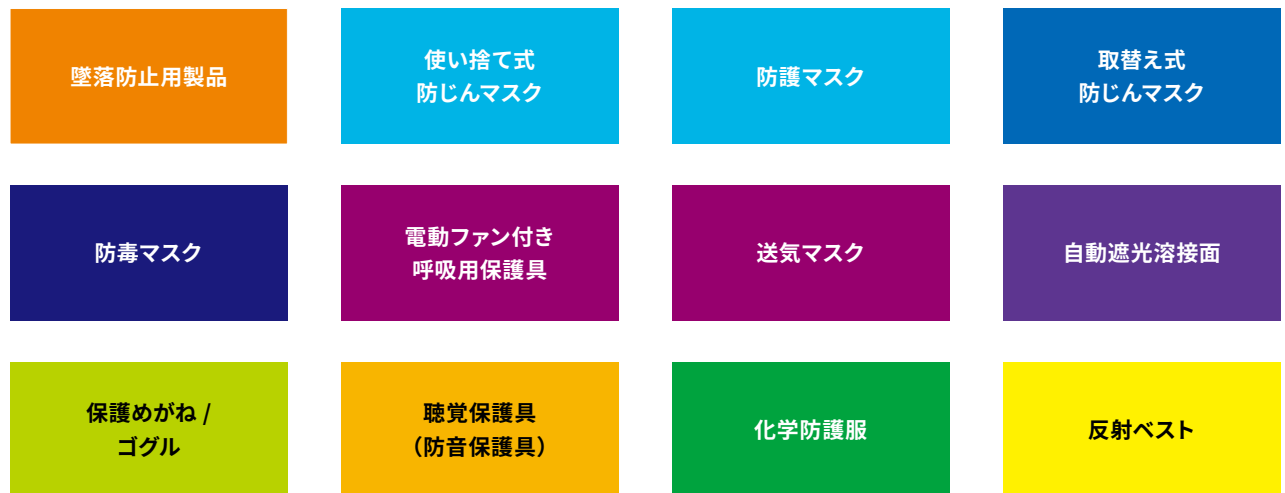 墜落防止用製品
使い捨て式
防じんマスク
防護マスク
取替え式
防じんマスク
防毒マスク
電動ファン付き
呼吸用保護具
送気マスク
自動遮光溶接面
保護めがね /
ゴグル
聴覚保護具
（防音保護具）
化学防護服
反射ベスト